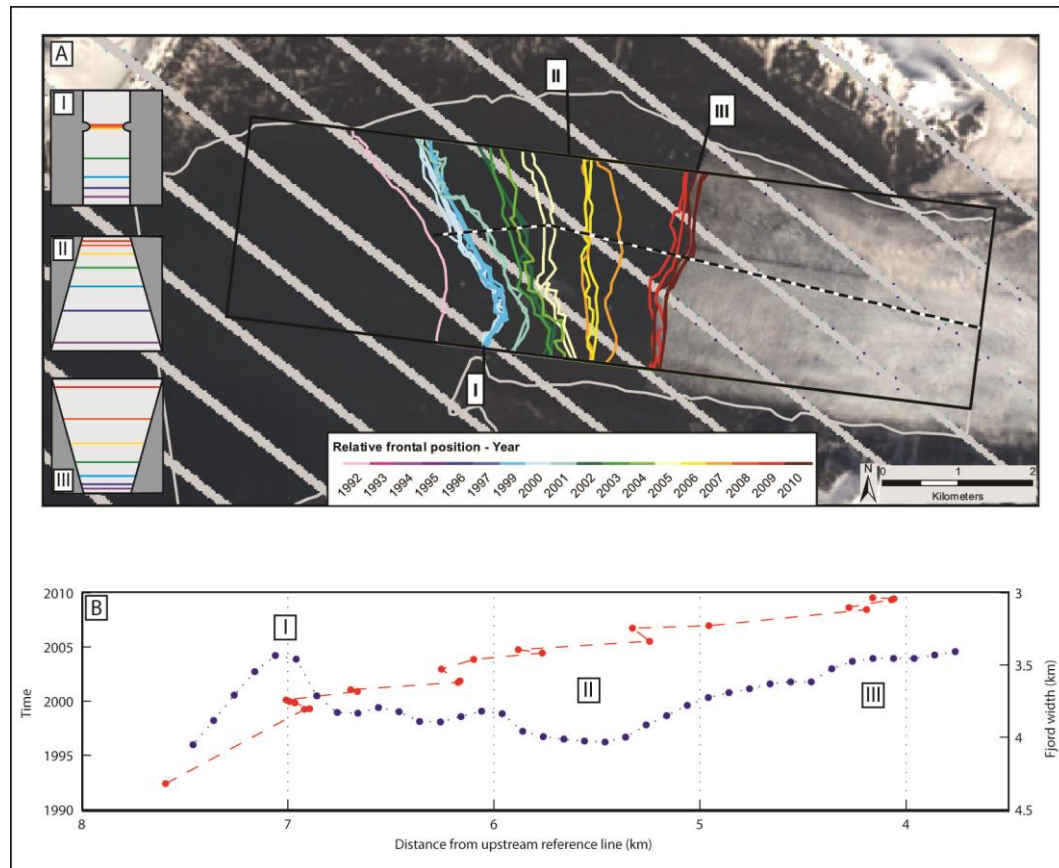 A
I
II
III
II
III
I
Relative frontal position - Year
1992 1993 1994 1995 1996 1997 1999 2000 2001 2002 2003 2004 2005 2006 2007 2008 2009 2010
N
0 1 2
Kilometers
B
2010
2005
2000
1995
1990
Time
I
II
III
3
3.5
4
4.5
Fjord width (km)
8 7 6 5 4
Distance from upstream reference line (km)